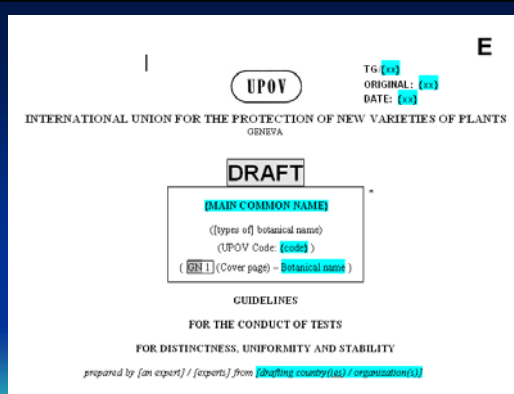 E
TG/{xx}
ORIGINAL: {xx}
DATE: {xx}
UPOV
INTERNATIONAL UNION FOR THE PROTECTION OF NEW VARIETIES OF PLANTS
GENEVA
DRAFT
{MAIN COMMON NAME}
([types of] botanical name)
(UPOV Code: {code} )
( GN 1 (Cover page) – Botanical name )
GUIDELINES
FOR THE CONDUCT OF TESTS
FOR DISTINCTNESS, UNIFORMITY AND STABILITY
prepared by [an expert] / [experts] from [drafting country(ies) / organization(s)]